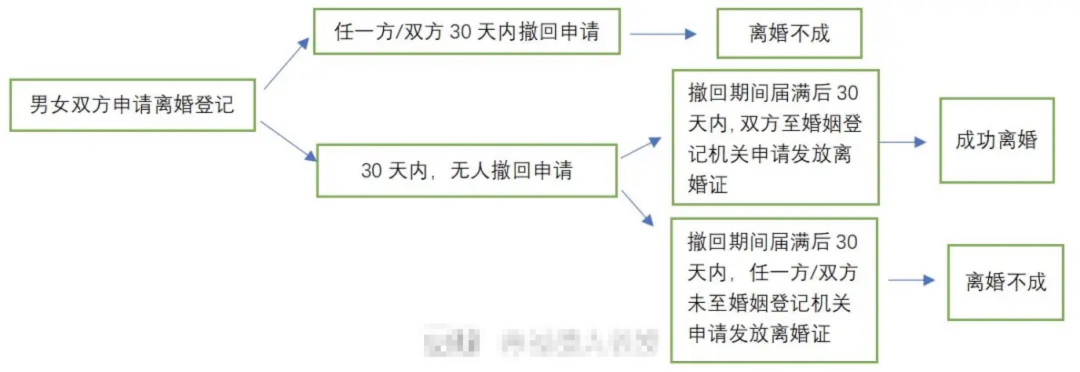 任一方/双方 30 天内撤回申请
离婚不成
男女双方申请离婚登记
30 天内，无人撤回申请
撤回期间届满后 30
天内, 双方至婚姻登
记机关申请发放离
婚证
成功离婚
撤回期间届满后 30
天内，任一方/双方
未至婚姻登记机关
申请发放离婚证
离婚不成